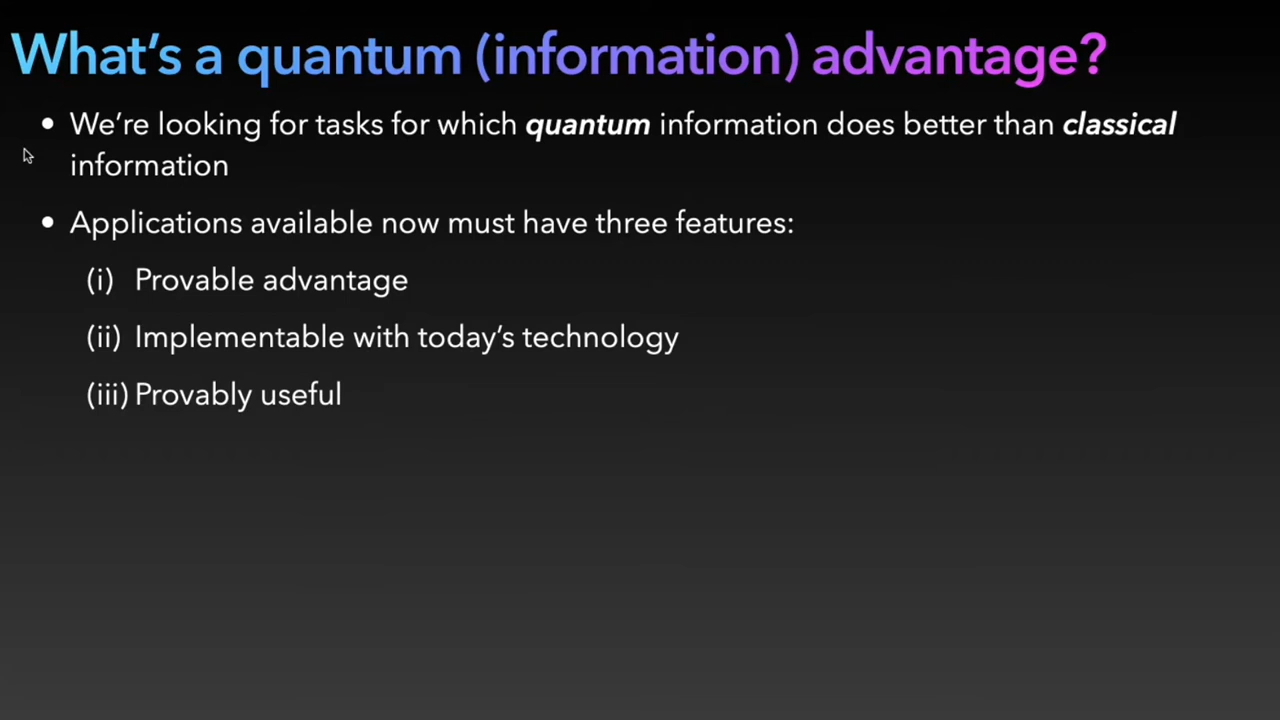 What’s a quantum (information) advantage?
• We’re looking for tasks for which quantum information does better than classical
information
• Applications available now must have three features:
(i) Provable advantage
(ii) Implementable with today’s technology
(iii) Provably useful